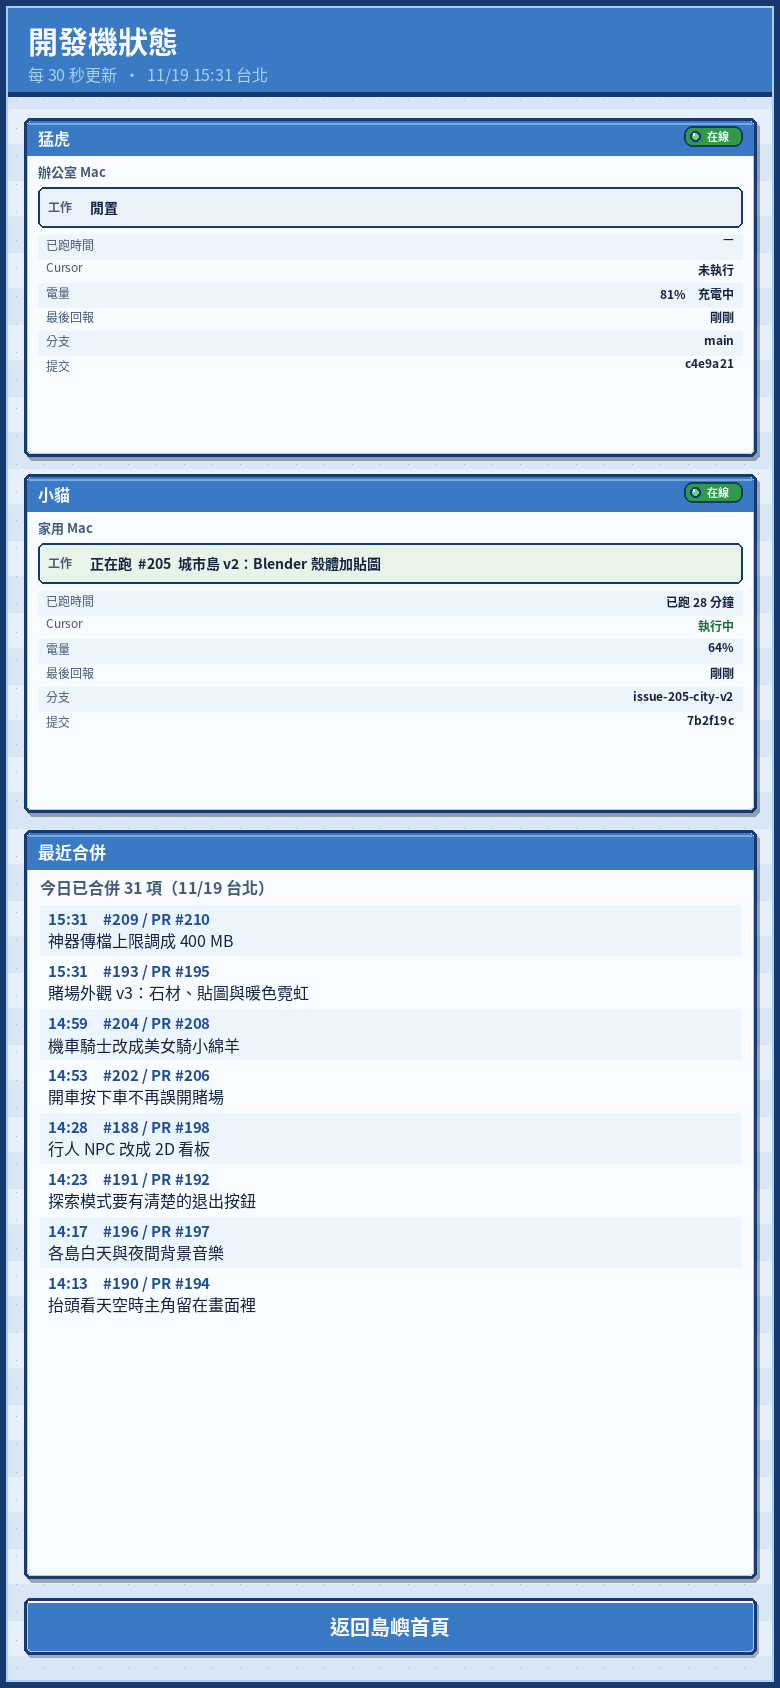 開發機狀態
每 30 秒更新 · 11/19 15:31 台北
猛虎
在線
辦公室 Mac
工作 閒置
已跑時間 —
Cursor 未執行
電量 81% 充電中
最後回報 剛剛
分支 main
提交 c4e9a21
小貓
在線
家用 Mac
工作 正在跑 #205 城市島 v2：Blender 殼體加貼圖
已跑時間 已跑 28 分鐘
Cursor 執行中
電量 64%
最後回報 剛剛
分支 issue-205-city-v2
提交 7b2f19c
最近合併
今日已合併 31 項（11/19 台北）
15:31 #209 / PR #210
神器傳檔上限調成 400 MB
15:31 #193 / PR #195
賭場外觀 v3：石材、貼圖與暖色霓虹
14:59 #204 / PR #208
機車騎士改成美女騎小綿羊
14:53 #202 / PR #206
開車按下車不再誤開賭場
14:28 #188 / PR #198
行人 NPC 改成 2D 看板
14:23 #191 / PR #192
探索模式要有清楚的退出按鈕
14:17 #196 / PR #197
各島白天與夜間背景音樂
14:13 #190 / PR #194
抬頭看天空時主角留在畫面裡
返回島嶼首頁